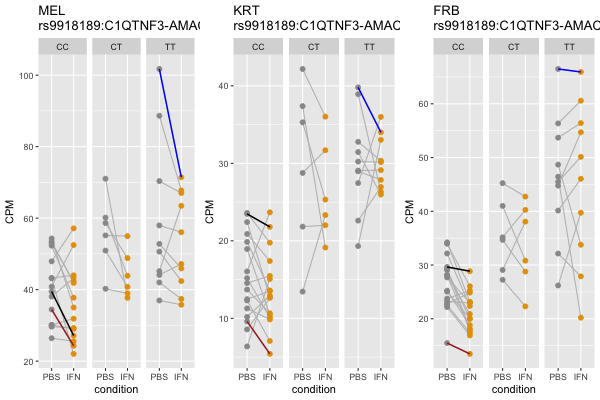 MEL
rs9918189:C1QTNF3-AMAC
CC CT TT
CPM
100
80
60
40
20
PBS IFN PBS IFN PBS IFN
condition
KRT
rs9918189:C1QTNF3-AMAC
CC CT TT
CPM
40
30
20
10
PBS IFN PBS IFN PBS IFN
condition
FRB
rs9918189:C1QTNF3-AMAC
CC CT TT
CPM
60
50
40
30
20
PBS IFN PBS IFN PBS IFN
condition